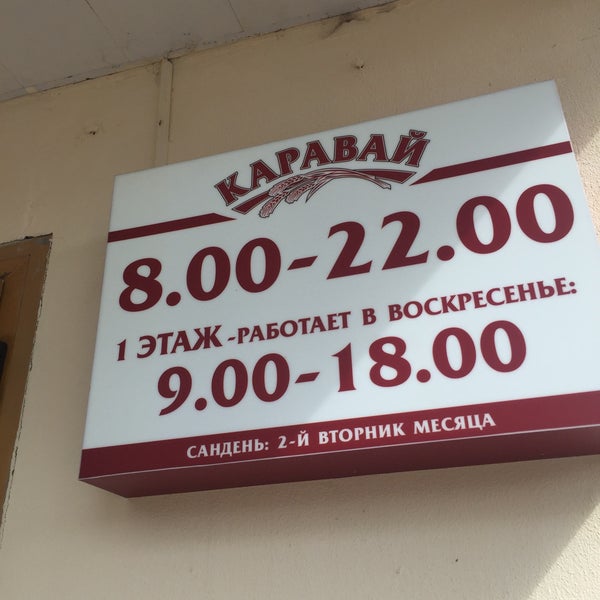 КАРАВАЙ
8.00-22.00
1 ЭТАЖ - РАБОТАЕТ В ВОСКРЕСЕНЬЕ:
9.00-18.00
САНДЕНЬ: 2-Й ВТОРНИК МЕСЯЦА